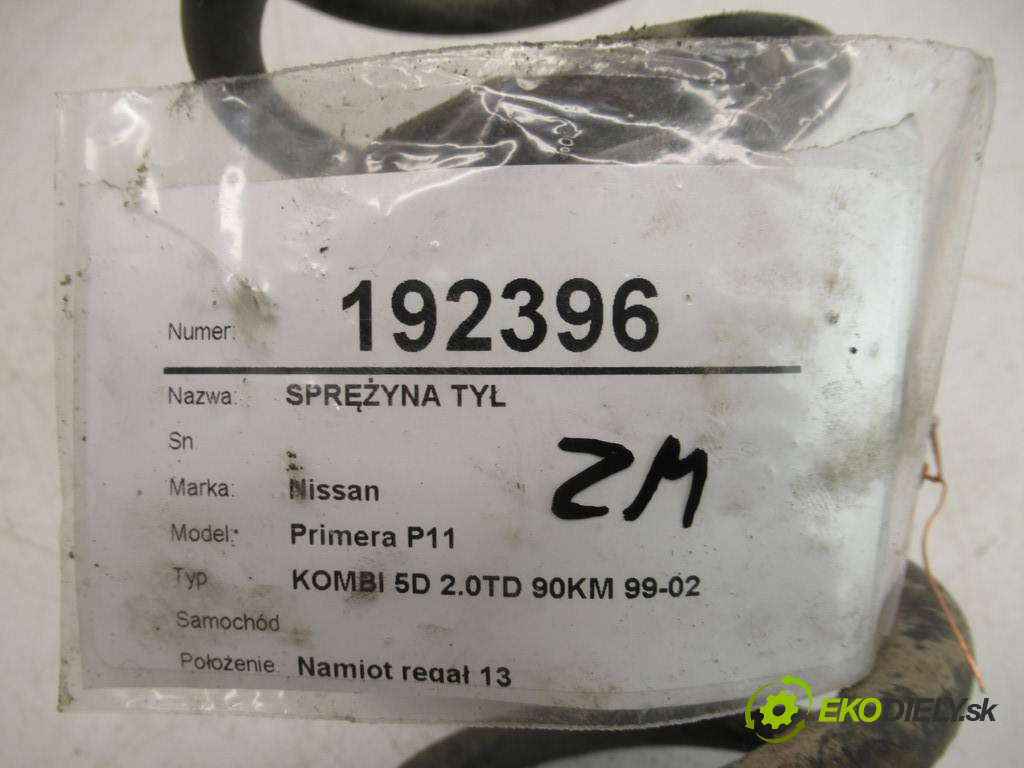 Numer: 192396
Nazwa: SPRĘŻYNA TYŁ
Sn
Marka: Nissan
Model: Primera P11
Typ KOMBI 5D 2.0TD 90KM 99-02
Samochód
Położenie Namiot regał 13
ZM
EKODIELY.sk